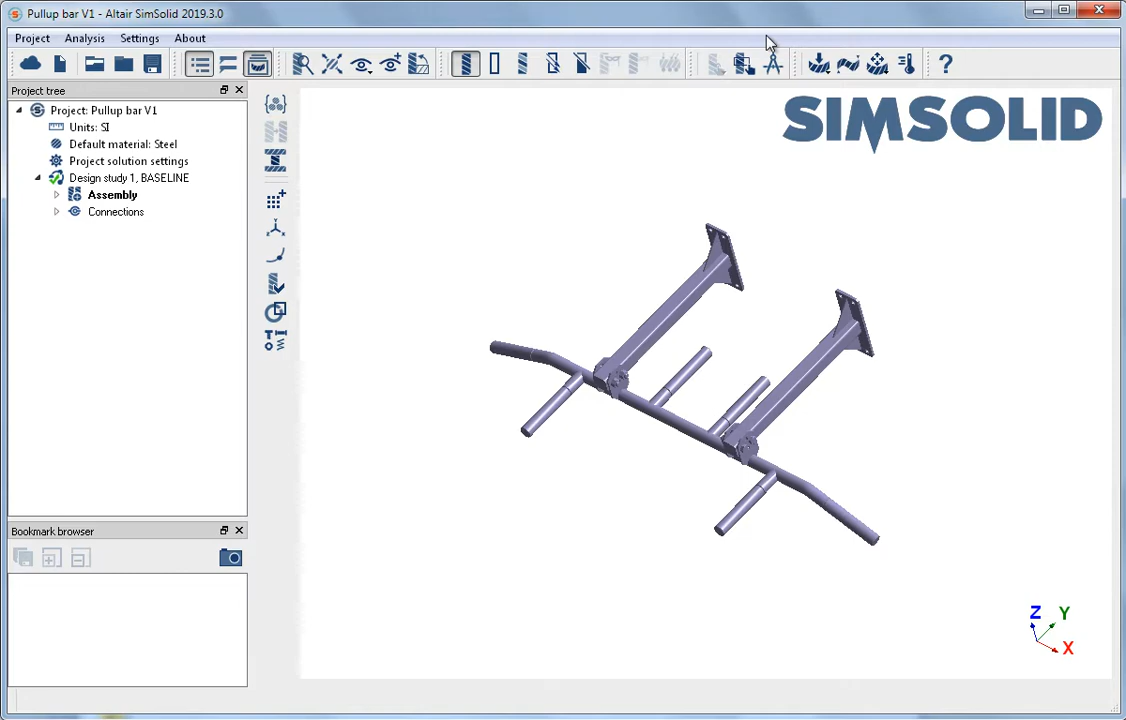 Pullup bar V1 - Altair SimSolid 2019.3.0
Project Analysis Settings About
Project tree
SIMSOLID
Project: Pullup bar V1
Units: SI
Default material: Steel
Project solution settings
Design study 1, BASELINE
Assembly
Connections
Bookmark browser
Z Y
X